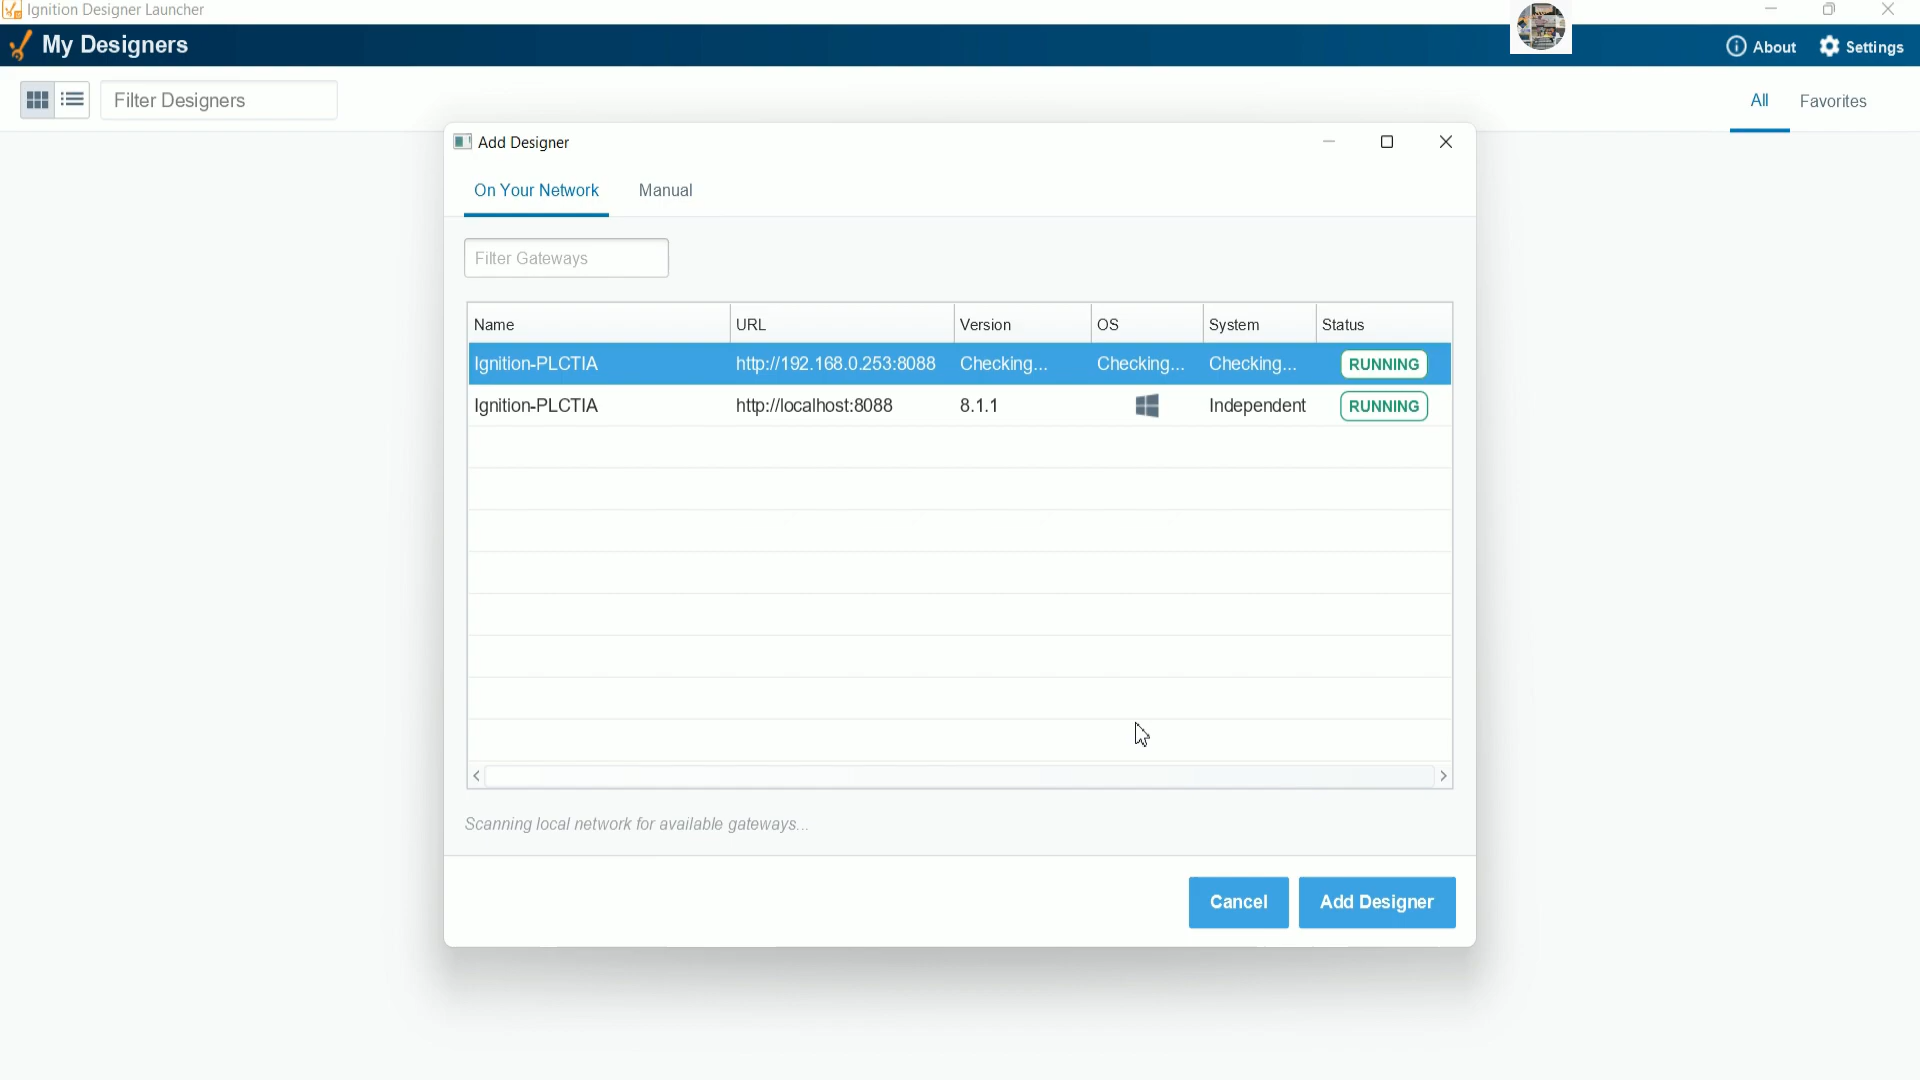 Ignition Designer Launcher
My Designers
About
Settings
Filter Designers
All
Favorites
Add Designer
On Your Network
Manual
Filter Gateways
Name URL Version OS System Status
Ignition-PLCTIA http://192.168.0.253:8088 Checking... Checking... Checking... RUNNING
Ignition-PLCTIA http://localhost:8088 8.1.1 Independent RUNNING
Scanning local network for available gateways...
Cancel
Add Designer